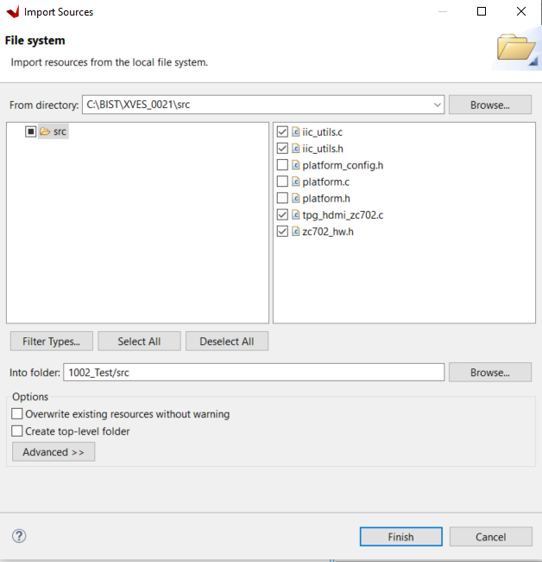 Import Sources
File system
Import resources from the local file system.
From directory: C:\BIST\XVES_0021\src Browse...
src
iic_utils.c
iic_utils.h
platform_config.h
platform.c
platform.h
tpg_hdmi_zc702.c
zc702_hw.h
Filter Types... Select All Deselect All
Into folder: 1002_Test/src Browse...
Options
Overwrite existing resources without warning
Create top-level folder
Advanced >>
? Finish Cancel